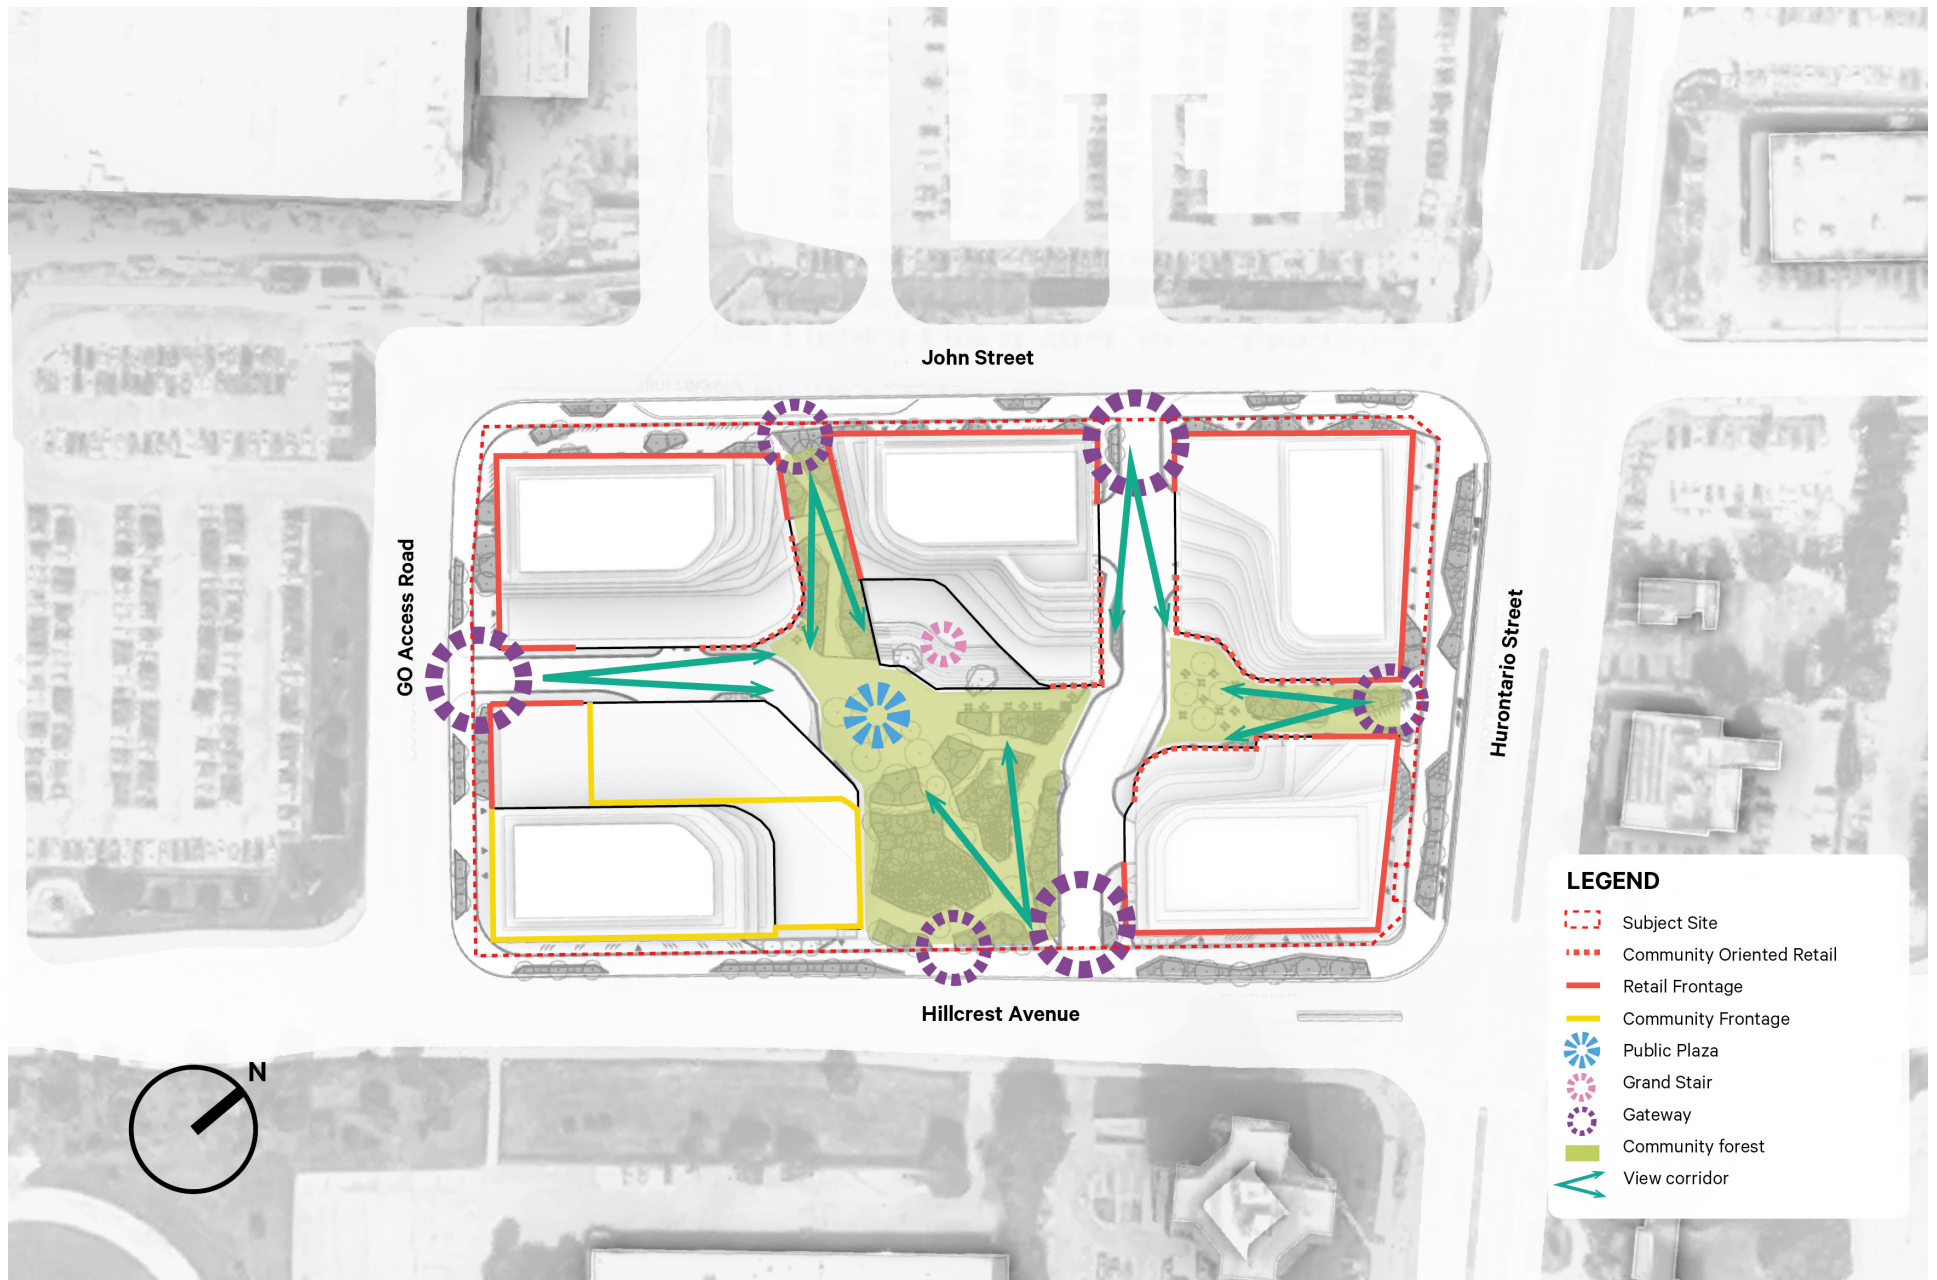 John Street
GO Access Road
Hurontario Street
Hillcrest Avenue
N
LEGEND
Subject Site
Community Oriented Retail
Retail Frontage
Community Frontage
Public Plaza
Grand Stair
Gateway
Community forest
View corridor